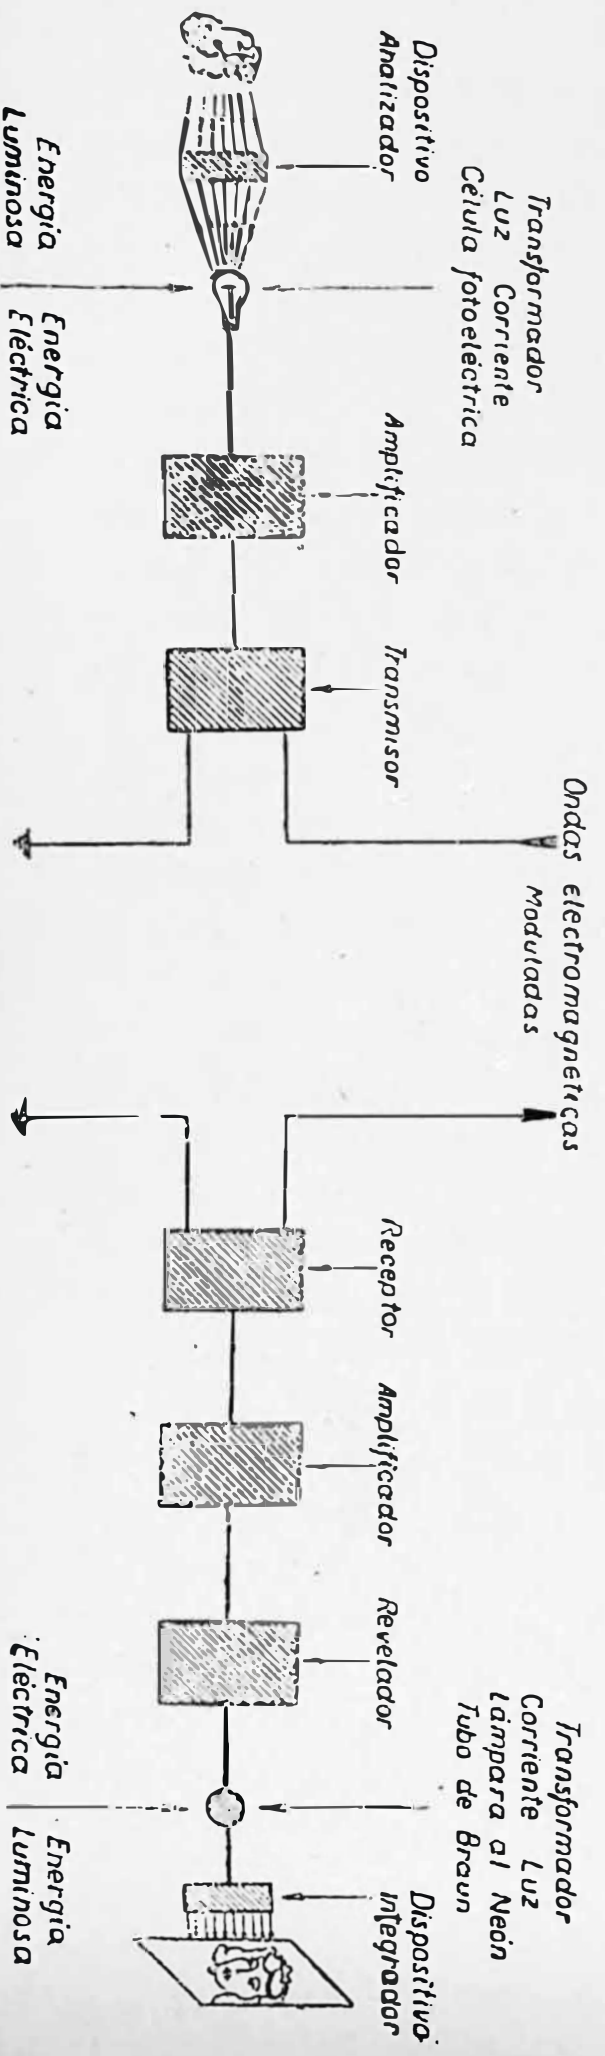 Dispositivo
Analizador
Transformador
Luz Corriente
Célula fotoeléctrica
Amplificador
Transmisor
Ondas electromagnéticas
Moduladas
Receptor
Amplificador
Revelador
Transformador
Corriente Luz
Lámpara al Neón
Tubo de Braun
Dispositivo
Integrador
Energía
Luminosa
Energía
Eléctrica
Energía
Eléctrica
Energía
Luminosa